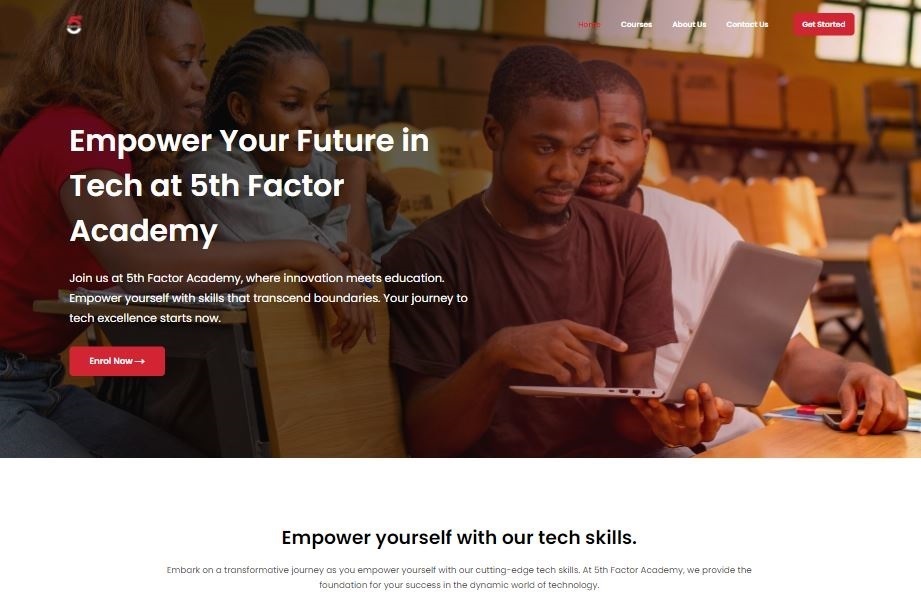 5
Home Courses About Us Contact Us Get Started
Empower Your Future in
Tech at 5th Factor
Academy
Join us at 5th Factor Academy, where innovation meets education.
Empower yourself with skills that transcend boundaries. Your journey to
tech excellence starts now.
Enrol Now→
Empower yourself with our tech skills.
Embark on a transformative journey as you empower yourself with our cutting-edge tech skills. At 5th Factor Academy, we provide the
foundation for your success in the dynamic world of technology.